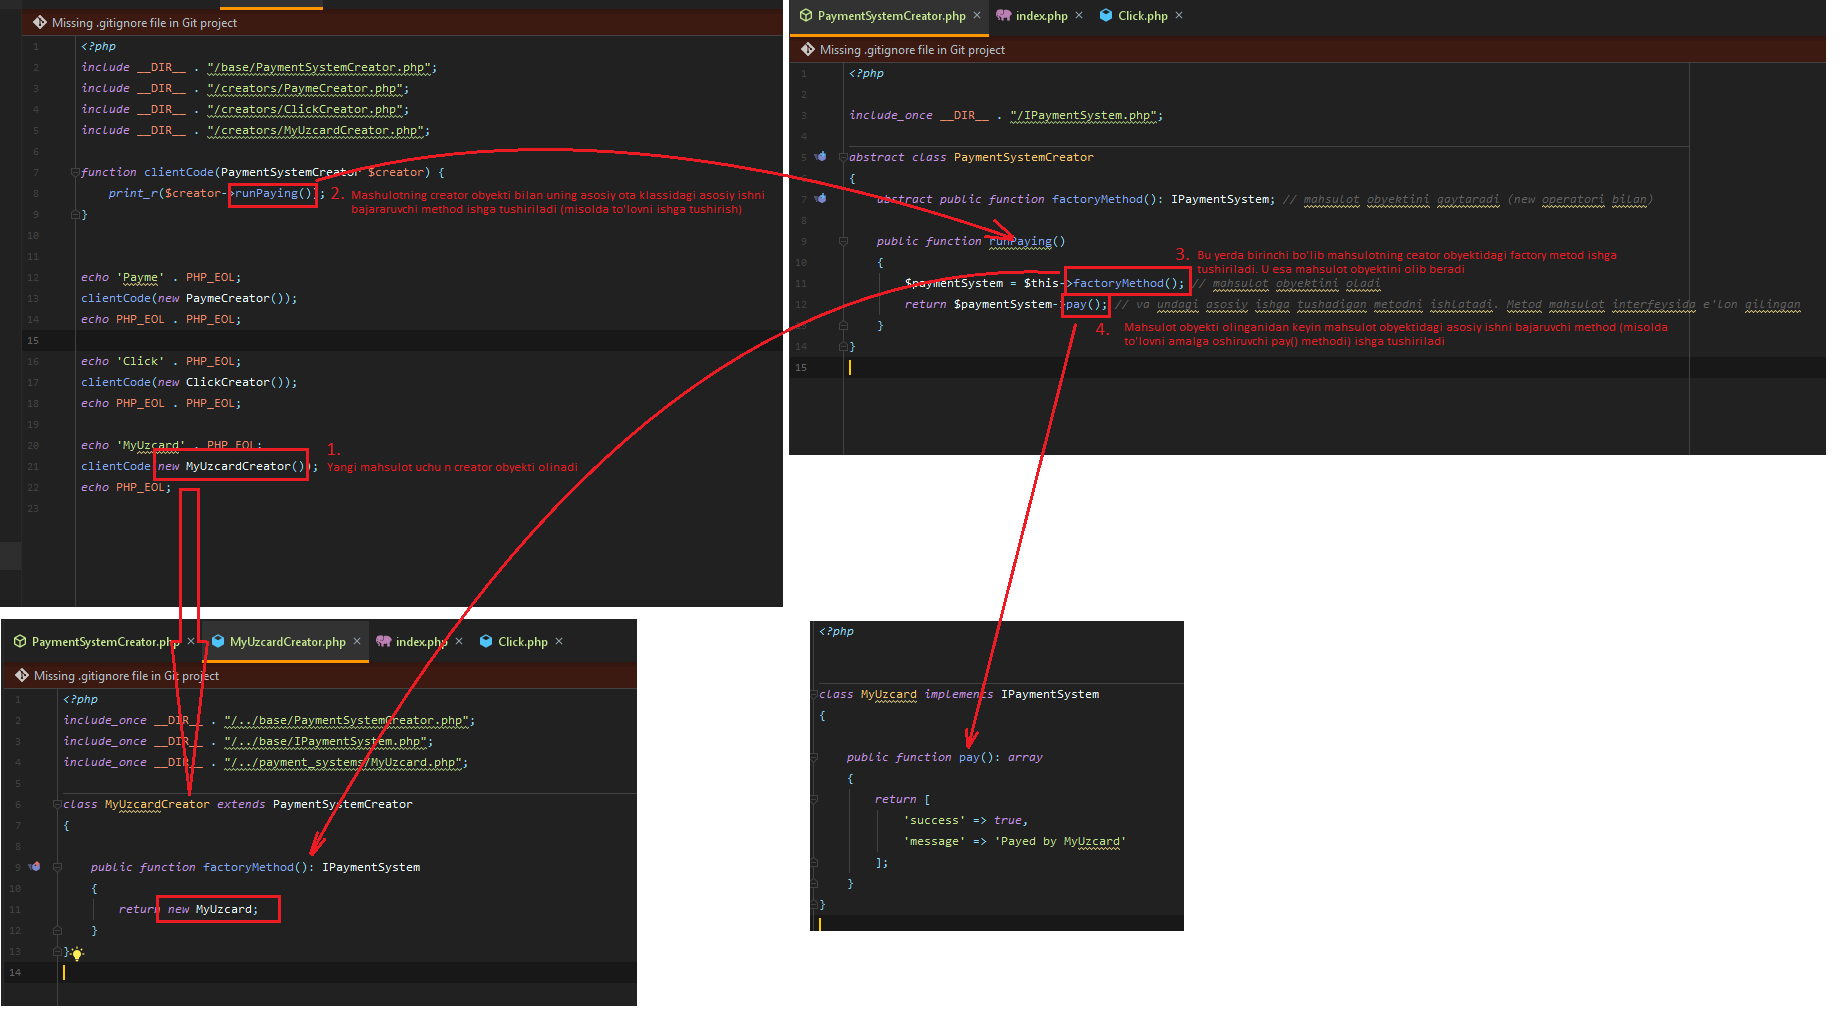 Missing .gitignore file in Git project
1 <?php
2 include __DIR__ . "/base/PaymentSystemCreator.php";
3 include __DIR__ . "/creators/PaymeCreator.php";
4 include __DIR__ . "/creators/ClickCreator.php";
5 include __DIR__ . "/creators/MyUzcardCreator.php";
6
7 function clientCode(PaymentSystemCreator $creator) {
8 print_r($creator->runPaying());
9 }
10
11
12 echo 'Payme' . PHP_EOL;
13 clientCode(new PaymeCreator());
14 echo PHP_EOL . PHP_EOL;
15
16 echo 'Click' . PHP_EOL;
17 clientCode(new ClickCreator());
18 echo PHP_EOL . PHP_EOL;
19
20 echo 'MyUzcard' . PHP_EOL;
21 clientCode(new MyUzcardCreator());
22 echo PHP_EOL;
23
2. Mashulotning creator obyekti bilan uning asosiy ota klassidagi asosiy ishni
bajararuvchi method ishga tushiriladi (misolda to'lovni ishga tushirish)
1.
Yangi mahsulot uchu n creator obyekti olinadi
PaymentSystemCreator.php × index.php × Click.php ×
Missing .gitignore file in Git project
1 <?php
2
3 include_once __DIR__ . "/IPaymentSystem.php";
4
5 abstract class PaymentSystemCreator
{
7 abstract public function factoryMethod(): IPaymentSystem; // mahsulot obyektini qaytaradi (new operatori bilan)
9 public function runPaying()
10 {
11 $paymentSystem = $this->factoryMethod(); // mahsulot obyektini oladi
12 return $paymentSystem->pay(); // va undagi asosiy ishga tushadigan metodni ishlatadi. Metod mahsulot interfeysida e'lon qilingan
}
14 }
15
3. Bu yerda birinchi bo'lib mahsulotning ceator obyektidagi factory metod ishga
tushiriladi. U esa mahsulot obyektini olib beradi
4. Mahsulot obyekti olinganidan keyin mahsulot obyektidagi asosiy ishni bajaruvchi method (misolda
to'lovni amalga oshiruvchi pay() methodi) ishga tushiriladi
PaymentSystemCreator.php × MyUzcardCreator.php × index.php × Click.php ×
Missing .gitignore file in Git project
1 <?php
2 include_once __DIR__ . "/../base/PaymentSystemCreator.php";
3 include_once __DIR__ . "/../base/IPaymentSystem.php";
4 include_once __DIR__ . "/../payment_systems/MyUzcard.php";
5
6 class MyUzcardCreator extends PaymentSystemCreator
7 {
8
9 public function factoryMethod(): IPaymentSystem
10 {
11 return new MyUzcard;
12 }
13 }
14
<?php
class MyUzcard implements IPaymentSystem
{
public function pay(): array
{
return [
'success' => true,
'message' => 'Payed by MyUzcard'
];
}
}